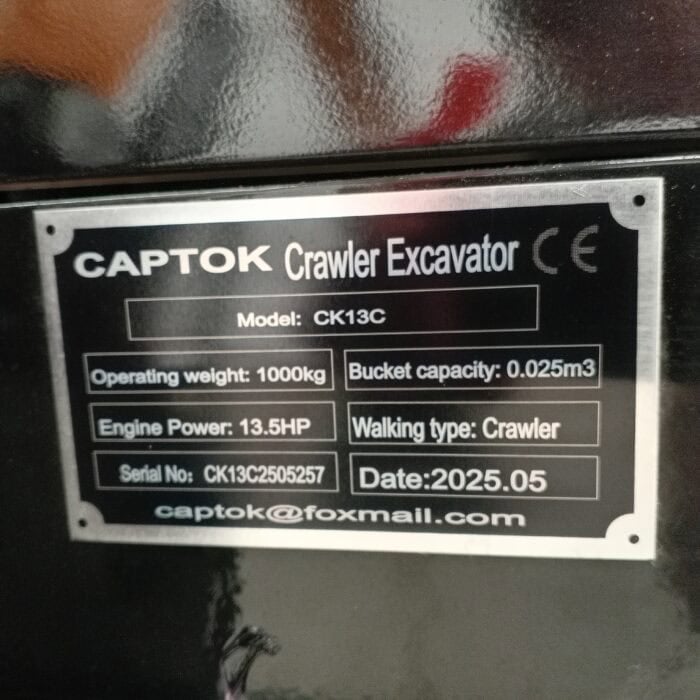 CAPTOK Crawler Excavator CE
Model: CK13C
Operating weight: 1000kg Bucket capacity: 0.025m3
Engine Power: 13.5HP Walking type: Crawler
Serial No: CK13C2505257 Date:2025.05
captok@foxmail.com